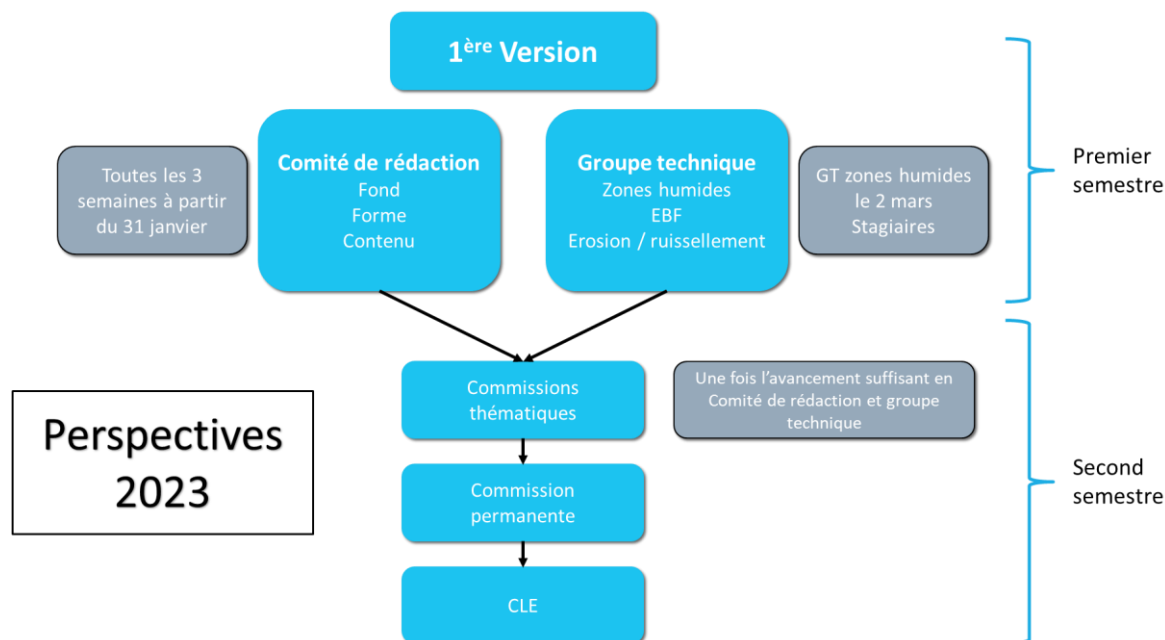 1ère Version
Toutes les 3
semaines à partir
du 31 janvier
Comité de rédaction
Fond
Forme
Contenu
Groupe technique
Zones humides
EBF
Erosion / ruissellement
GT zones humides
le 2 mars
Stagiaires
Premier
semestre
Commissions
thématiques
Une fois l’avancement suffisant en
Comité de rédaction et groupe
technique
Perspectives
2023
Commission
permanente
Second
semestre
CLE